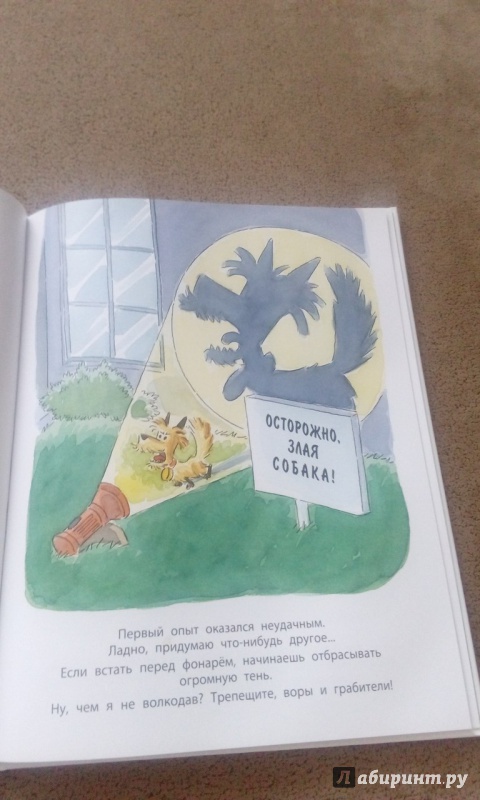 ОСТОРОЖНО,
ЗЛАЯ
СОБАКА!
Первый опыт оказался неудачным.
Ладно, придумаю что-нибудь другое...
Если встать перед фонарём, начинаешь отбрасывать
огромную тень.
Ну, чем я не волкодав? Трепещите, воры и грабители!
Лабиринт.ру